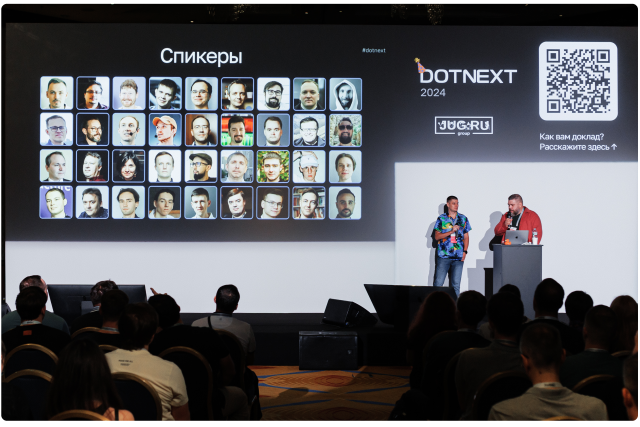 Спикеры
#dotnext
DOTNEXT
2024
JUG.RU
group
Как вам доклад?
Расскажите здесь ↑